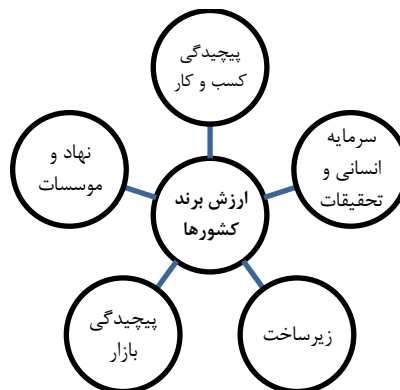 پیچیدگی
کسب و کار
سرمایه
انسانی و
تحقیقات
نهاد و
موسسات
ارزش برند
کشورها
پیچیدگی
بازار
زیرساخت